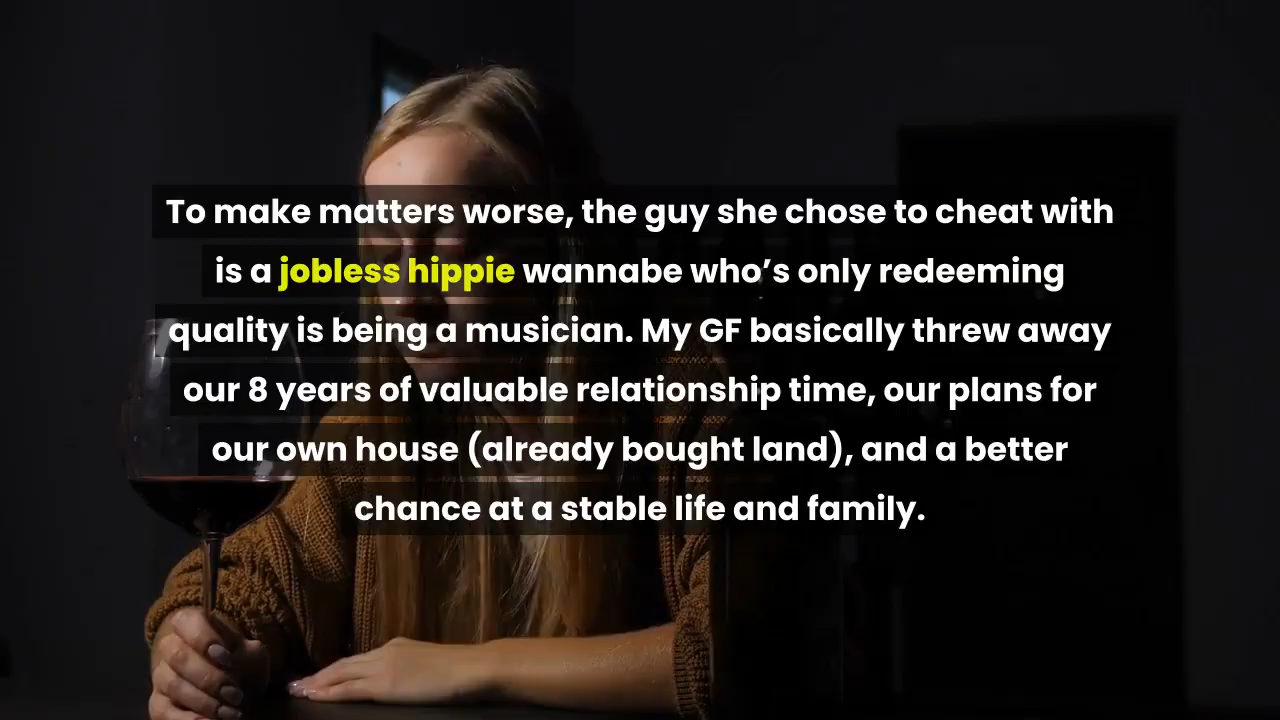 To make matters worse, the guy she chose to cheat with
is a jobless hippie wannabe who’s only redeeming
quality is being a musician. My GF basically threw away
our 8 years of valuable relationship time, our plans for
our own house (already bought land), and a better
chance at a stable life and family.